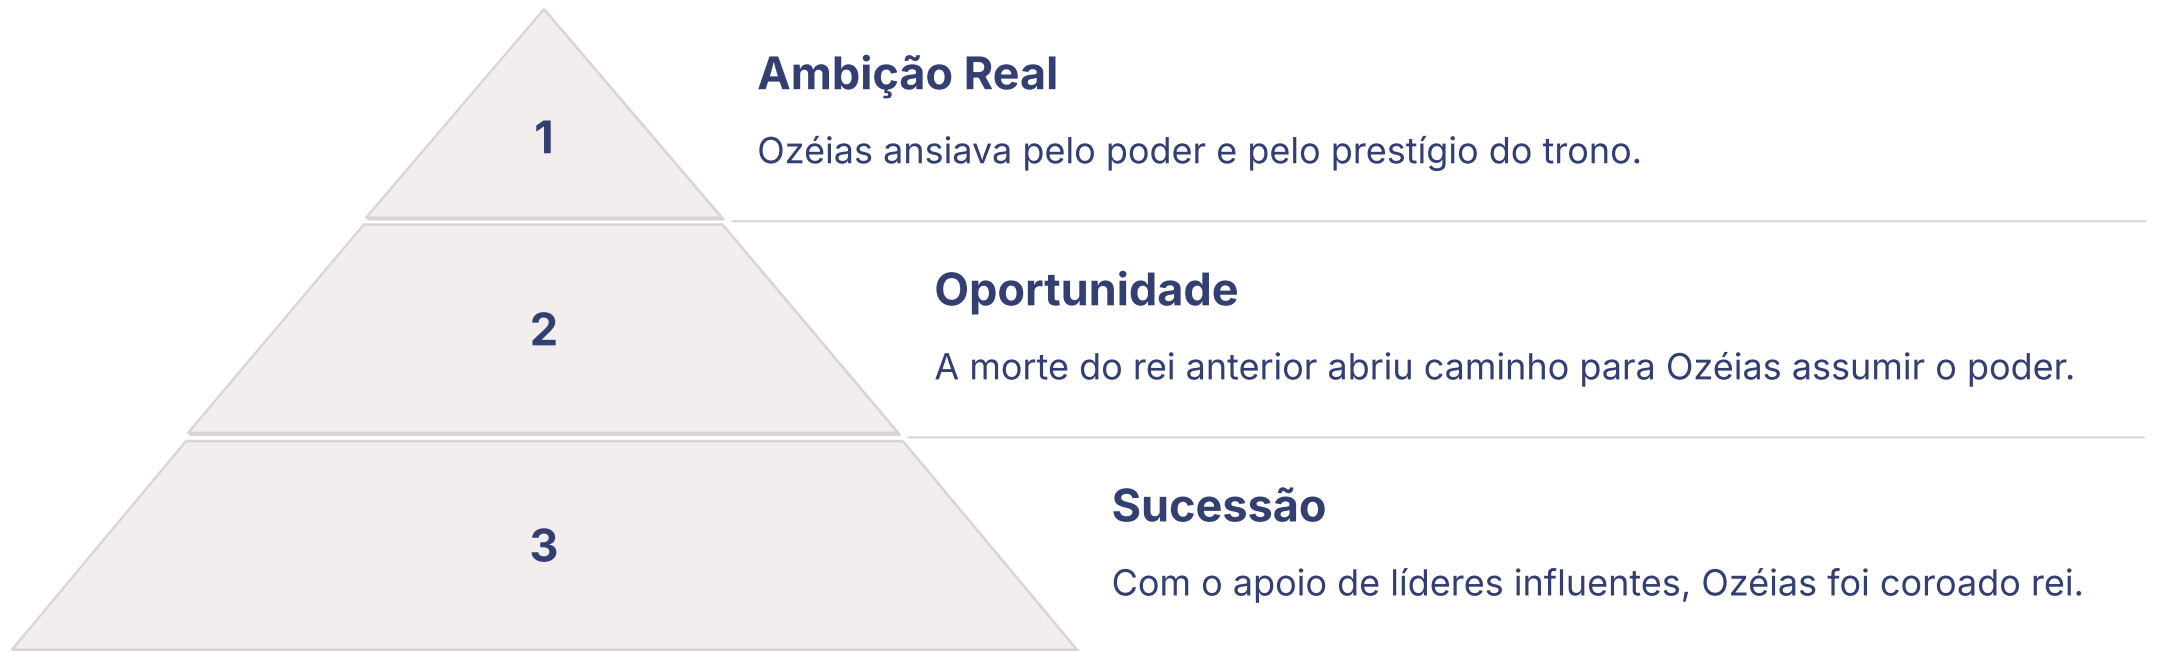 1
Ambição Real
Ozéias ansiava pelo poder e pelo prestígio do trono.
2
Oportunidade
A morte do rei anterior abriu caminho para Ozéias assumir o poder.
3
Sucessão
Com o apoio de líderes influentes, Ozéias foi coroado rei.